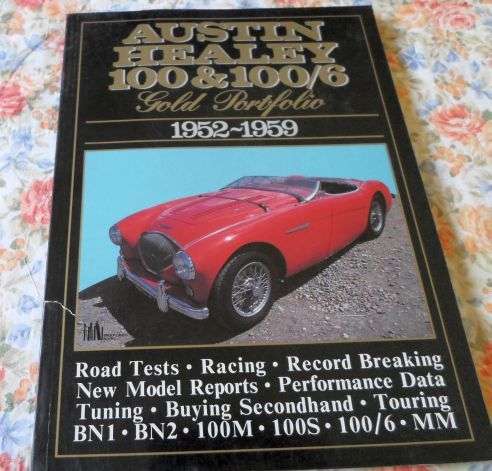 AUSTIN
HEALEY
100 & 100/6
Gold Portfolio
1952~1959
Road Tests • Racing • Record Breaking
New Model Reports • Performance Data
Tuning • Buying Secondhand • Touring
BN1 • BN2 • 100M • 100S • 100/6 • MM